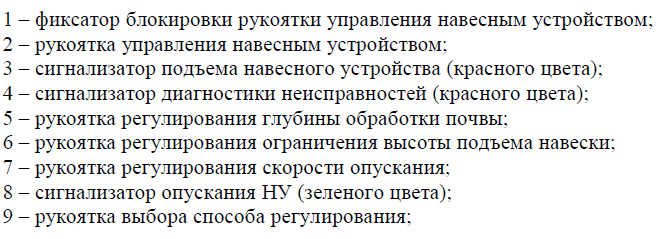 1 – фиксатор блокировки рукоятки управления навесным устройством;
2 – рукоятка управления навесным устройством;
3 – сигнализатор подъема навесного устройства (красного цвета);
4 – сигнализатор диагностики неисправностей (красного цвета);
5 – рукоятка регулирования глубины обработки почвы;
6 – рукоятка регулирования ограничения высоты подъема навески;
7 – рукоятка регулирования скорости опускания;
8 – сигнализатор опускания НУ (зеленого цвета);
9 – рукоятка выбора способа регулирования;